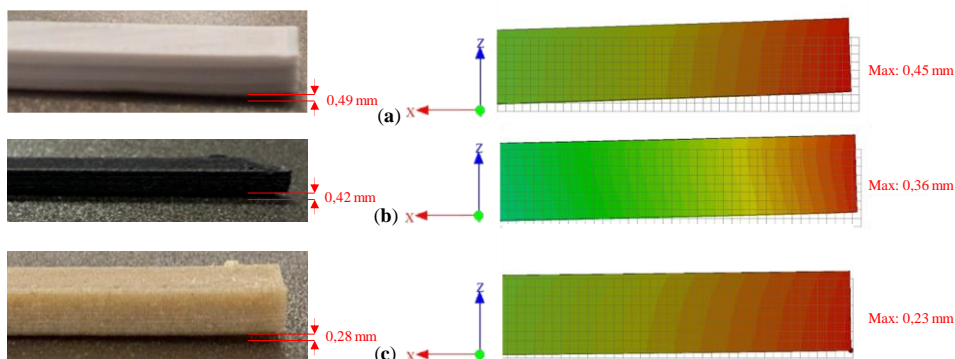 Z
Max: 0,45 mm
0,49 mm
(a) X
Z
Max: 0,36 mm
0,42 mm
(b) X
Z
Max: 0,23 mm
0,28 mm
(c) X